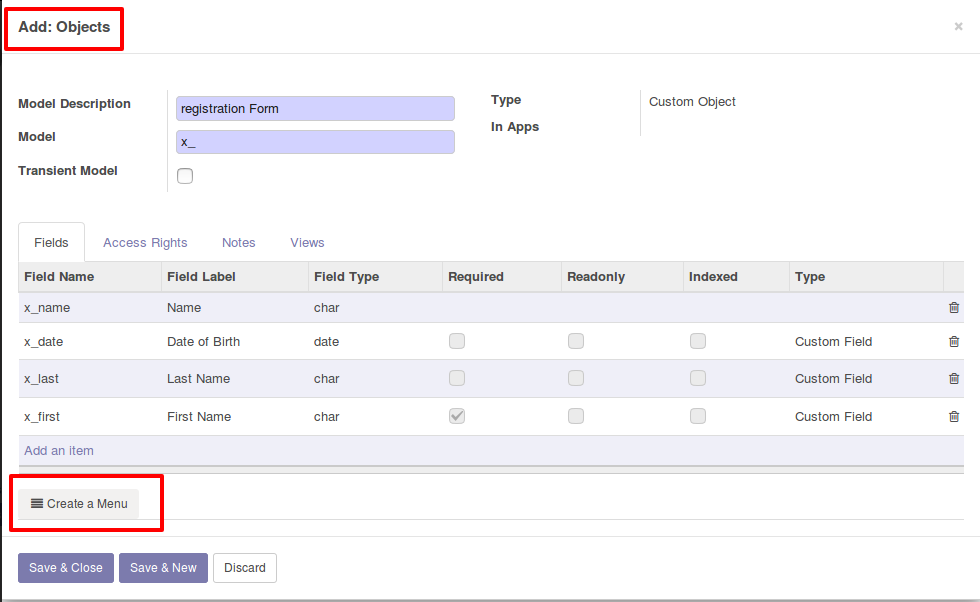 Add: Objects ×
Model Description registration Form Type Custom Object
Model x_ In Apps
Transient Model
Fields Access Rights Notes Views
Field Name Field Label Field Type Required Readonly Indexed Type
x_name Name char
x_date Date of Birth date Custom Field
x_last Last Name char Custom Field
x_first First Name char Custom Field
Add an item
Create a Menu
Save & Close Save & New Discard